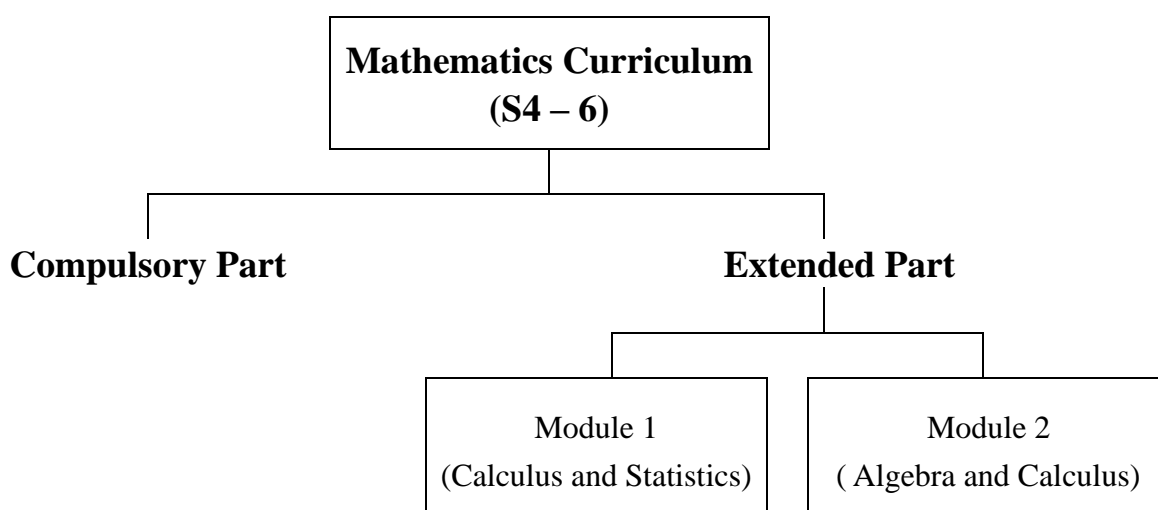 Mathematics Curriculum
(S4 – 6)
Compulsory Part
Extended Part
Module 1
(Calculus and Statistics)
Module 2
( Algebra and Calculus)